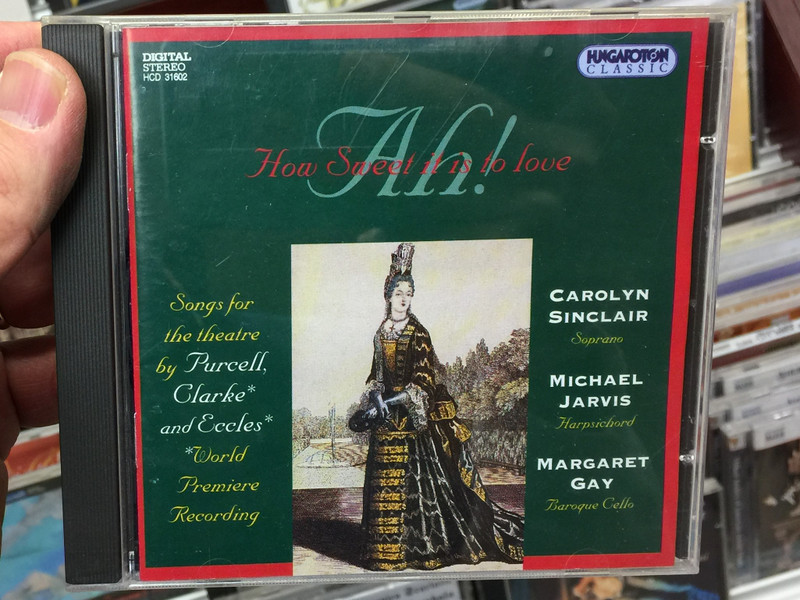 DIGITAL
STEREO
HCD 31602
HUNGAROTON
CLASSIC
Ah!
How Sweet it is to love
Songs for
the theatre
by Purcell,
Clarke*
and Eccles*
*World
Premiere
Recording
CAROLYN
SINCLAIR
Soprano
MICHAEL
JARVIS
Harpsichord
MARGARET
GAY
Baroque Cello